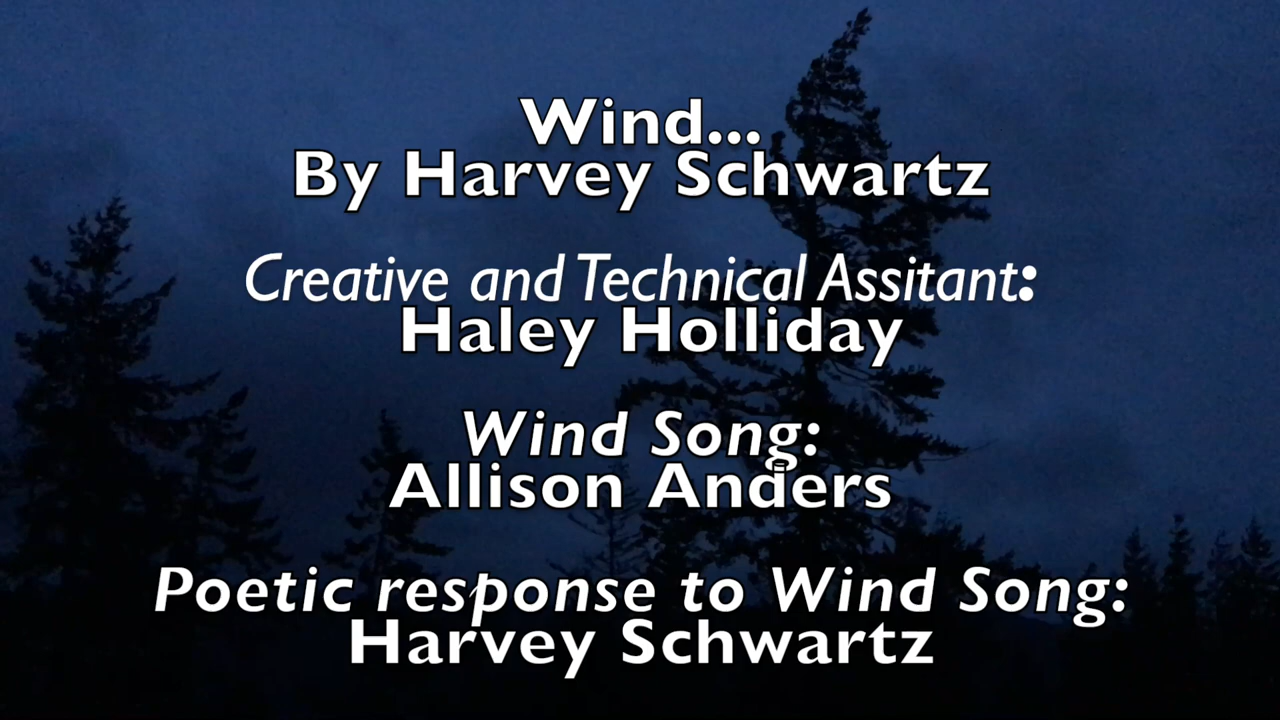 Wind...
By Harvey Schwartz
Creative and Technical Assitant:
Haley Holliday
Wind Song:
Allison Anders
Poetic response to Wind Song:
Harvey Schwartz